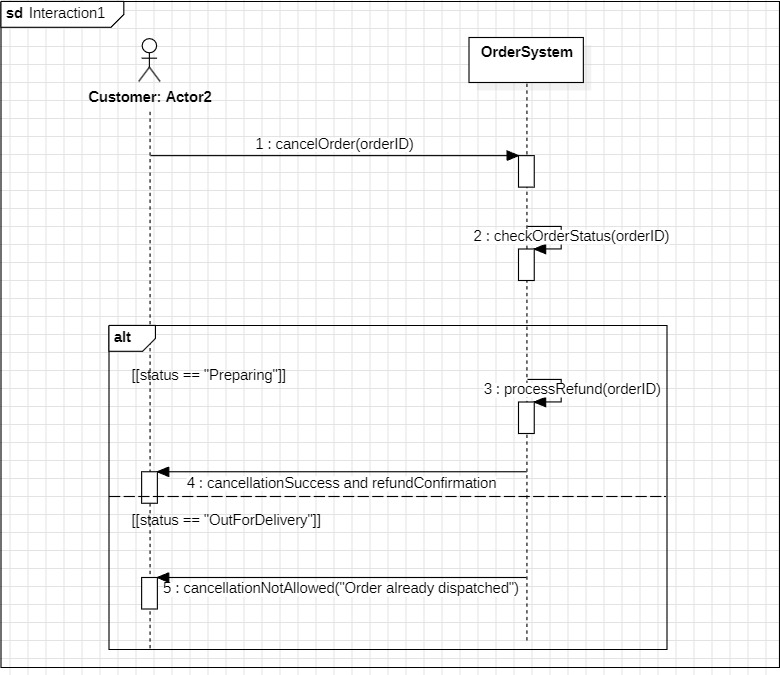 sd Interaction1
OrderSystem
Customer: Actor2
1 : cancelOrder(orderID)
2 : checkOrderStatus(orderID)
alt
[[status == "Preparing"]]
3 : processRefund(orderID)
4 : cancellationSuccess and refundConfirmation
[[status == "OutForDelivery"]]
5 : cancellationNotAllowed("Order already dispatched")